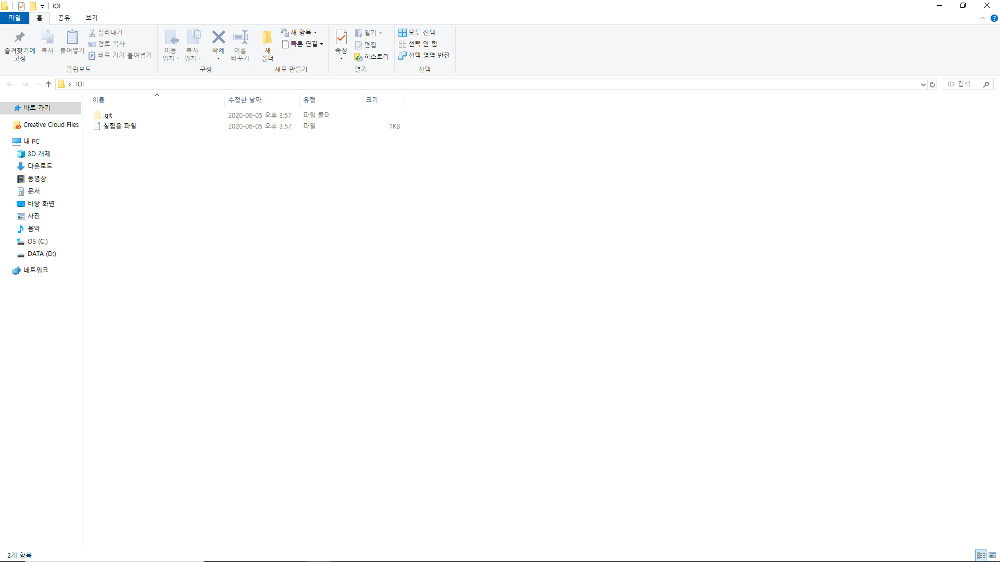 IOI
파일 홈 공유 보기
즐겨찾기에 고정
복사
붙여넣기
잘라내기
경로 복사
바로 가기 붙여넣기
클립보드
이동 위치
복사 위치
삭제
이름 바꾸기
구성
새 폴더
새 항목
빠른 연결
새로 만들기
속성
열기
편집
히스토리
열기
모두 선택
선택 안 함
선택 영역 반전
선택
IOI
IOI 검색
이름 수정한 날짜 유형 크기
.git 2020-06-05 오후 3:57 파일 폴더
실험용 파일 2020-06-05 오후 3:57 파일 1KB
바로 가기
Creative Cloud Files
내 PC
3D 개체
다운로드
동영상
문서
바탕 화면
사진
음악
OS (C:)
DATA (D:)
네트워크
2개 항목